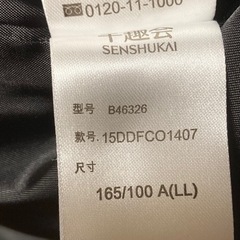 0120-11-1000
千趣会
SENSHUKAI
型号 B46326
款号:15DDFCO1407
尺寸
165/100 A(LL)